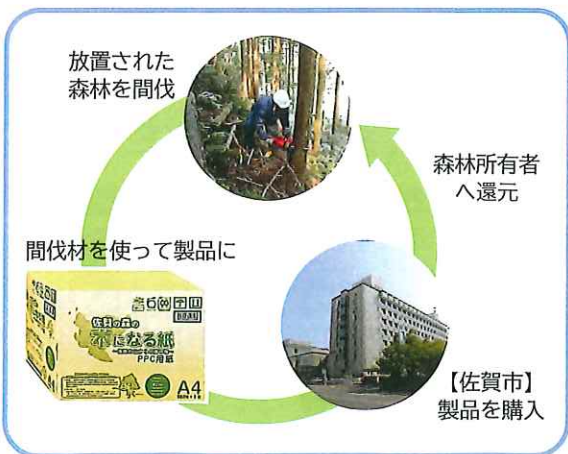 放置された
森林を間伐
森林所有者
へ還元
間伐材を使って製品に
佐賀の森の
木になる紙
PPC用紙
A4
【佐賀市】
製品を購入